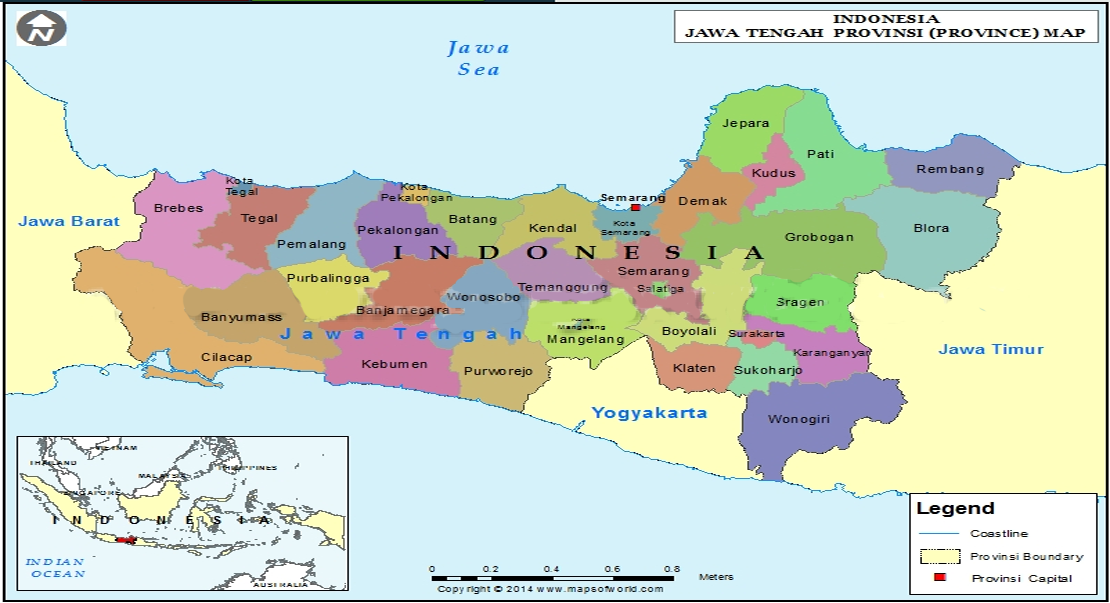 N
INDONESIA
JAWA TENGAH PROVINSI (PROVINCE) MAP
Jawa
Sea
Jepara
Pati
Kudus
Rembang
Kota
Tegal
Kota
Pekalongan
Semarang
Brebes
Tegal
Demak
Jawa Barat
Batang
Kendal
Kota
Semarang
Pekalongan
Blora
Pemalang
Grobogan
INDONESIA
Purbalingga
Semarang
Temanggung
Salatiga
Wonosobo
Sragen
Banjamegara
Banyumass
Mangelang
Mangelang
Boyolali
Surakarta
Jawa Tengah
Jawa Timur
Cilacap
Karanganyar
Kebumen
Purworejo
Klaten
Sukoharjo
Yogyakarta
Wonogiri
VIETNAM
THAILAND
PHILIPPINES
MALAYSIA
SINGAPORE
INDONESIA
INDIAN
OCEAN
AUSTRALIA
Legend
Coastline
Provinsi Boundary
Provinsi Capital
0 0.2 0.4 0.6 0.8
Meters
Copyright © 2014 www.mapsofworld.com